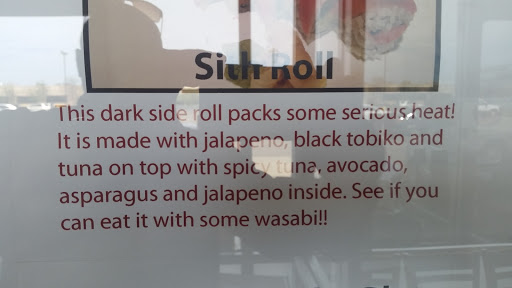 Sith Roll
This dark side roll packs some serious heat!
It is made with jalapeno, black tobiko and
tuna on top with spicy tuna, avocado,
asparagus and jalapeno inside. See if you
can eat it with some wasabi!!